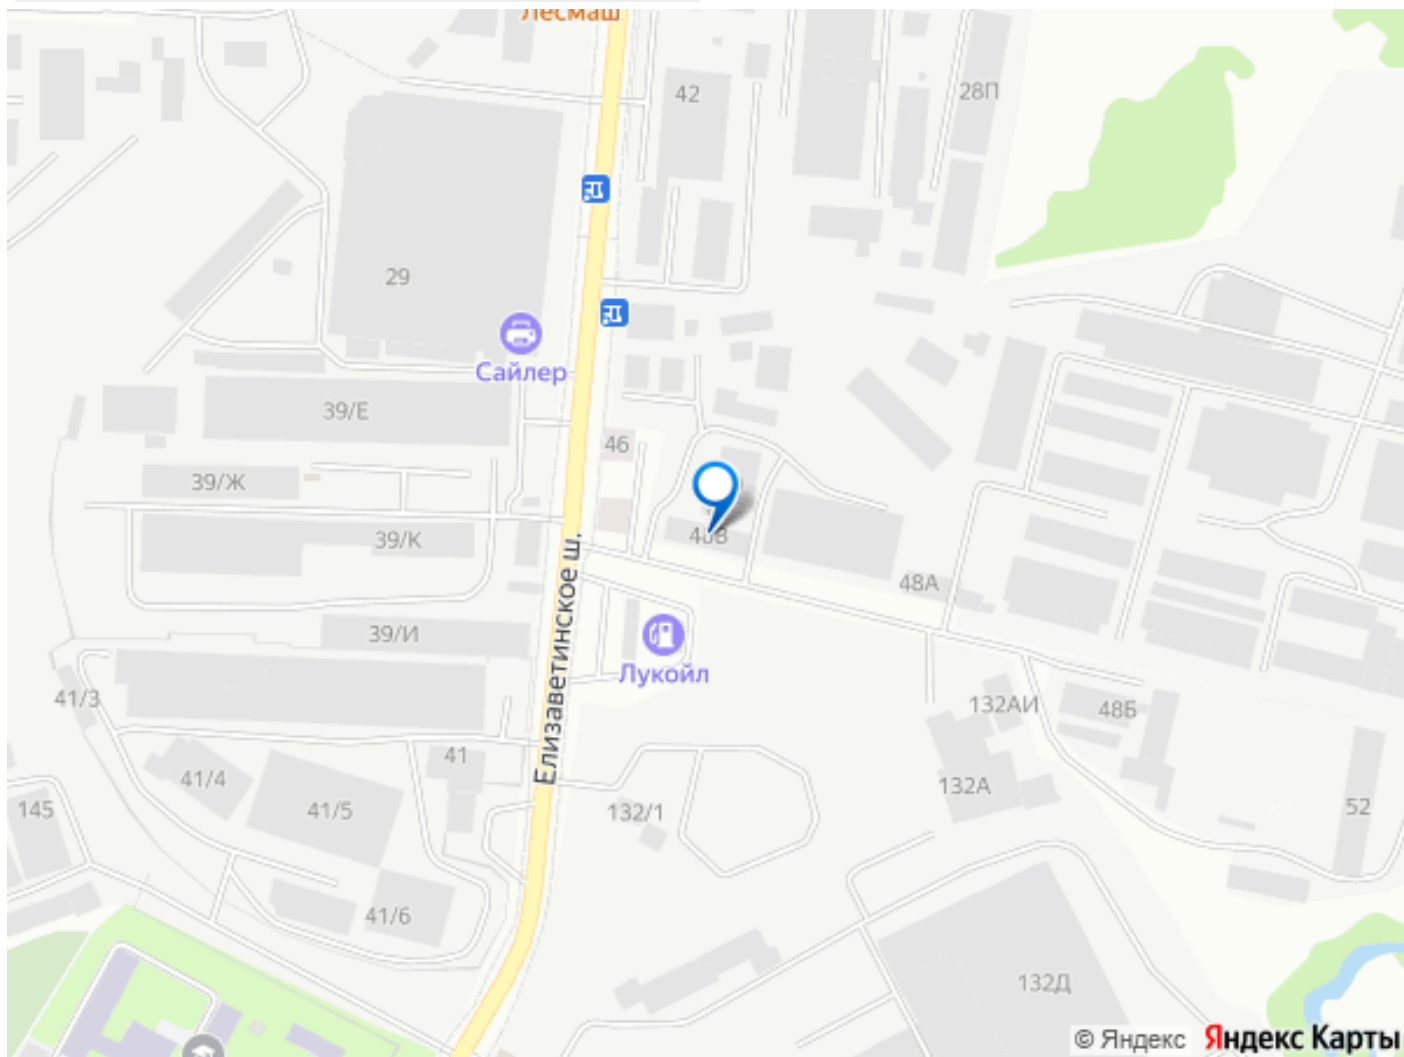 Лесмаш
42
28П
29
Сайлер
39/Е
46
39/Ж
48В
39/К
48А
Елизаветинское ш.
39/И
Лукойл
41/3
132АИ
48Б
41
41/4
132А
145
41/5
132/1
52
41/6
132Д
© Яндекс Яндекс Карты